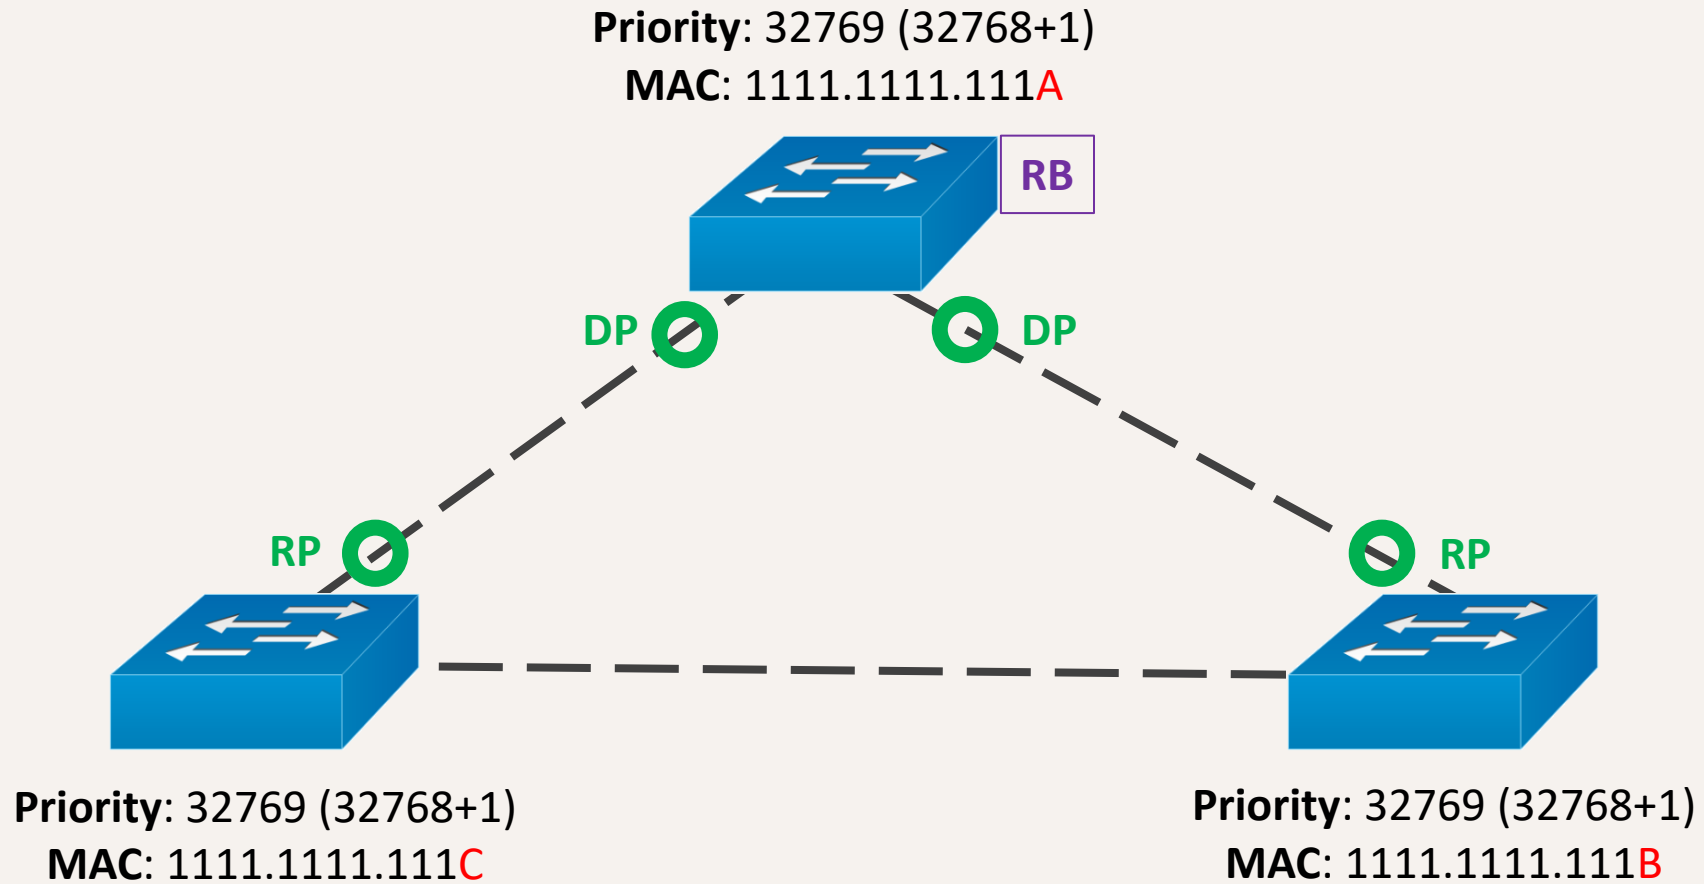 Priority: 32769 (32768+1)
MAC: 1111.1111.111A
RB
DP
DP
RP
RP
Priority: 32769 (32768+1)
MAC: 1111.1111.111C
Priority: 32769 (32768+1)
MAC: 1111.1111.111B